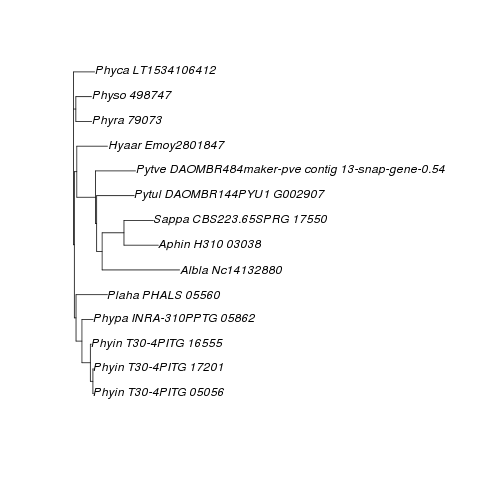 Phyca LT1534106412
Physo 498747
Phyra 79073
Hyaar Emoy2801847
Pytve DAOMBR484maker-pve contig 13-snap-gene-0.54
Pytul DAOMBR144PYU1 G002907
Sappa CBS223.65SPRG 17550
Aphin H310 03038
Albla Nc14132880
Plaha PHALS 05560
Phypa INRA-310PPTG 05862
Phyin T30-4PITG 16555
Phyin T30-4PITG 17201
Phyin T30-4PITG 05056